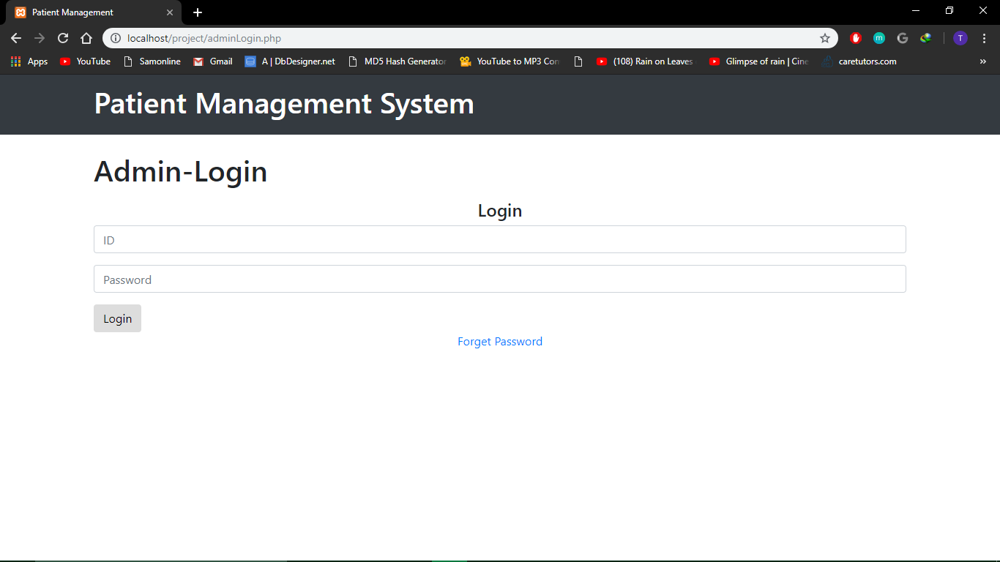 Patient Management
localhost/project/adminLogin.php
T
Apps YouTube Samonline Gmail A | DbDesigner.net MD5 Hash Generator YouTube to MP3 Con (108) Rain on Leaves Glimpse of rain | Cine caretutors.com »
Patient Management System
Admin-Login
Login
ID
Password
Login
Forget Password